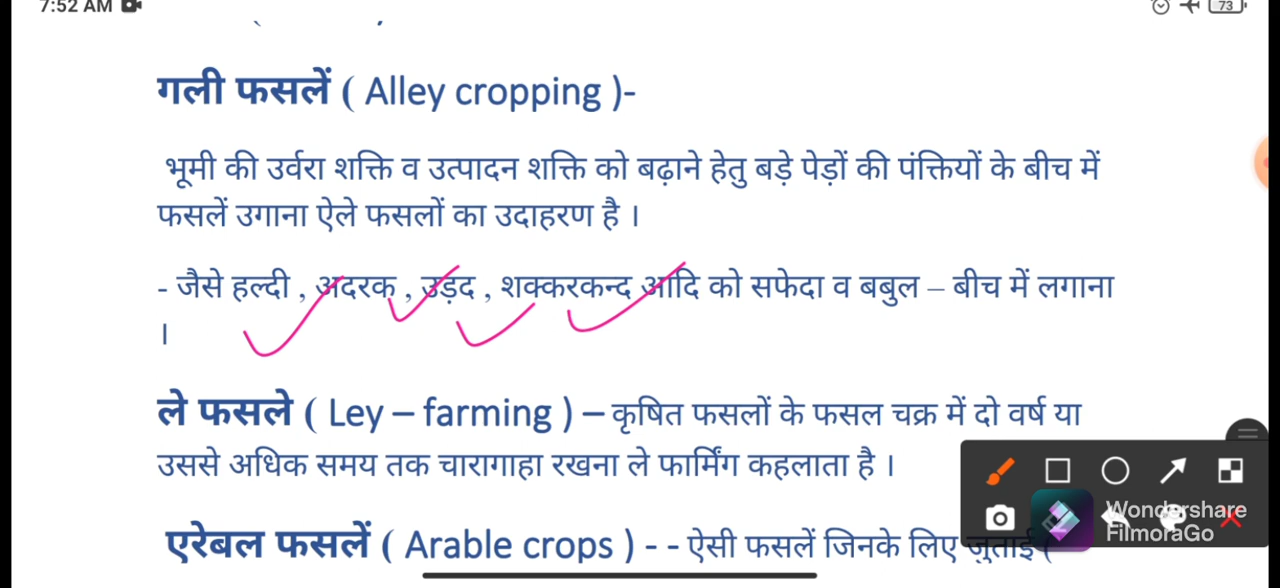 7:52 AM
73
गली फसलें ( Alley cropping )-
भूमी की उर्वरा शक्ति व उत्पादन शक्ति को बढ़ाने हेतु बड़े पेड़ों की पंक्तियों के बीच में
फसलें उगाना ऐले फसलों का उदाहरण है ।
- जैसे हल्दी , अदरक , उड़द , शक्करकन्द आदि को सफेदा व बबुल – बीच में लगाना
।
ले फसले ( Ley – farming ) – कृषित फसलों के फसल चक्र में दो वर्ष या
उससे अधिक समय तक चारागाहा रखना ले फार्मिंग कहलाता है ।
एरेबल फसलें ( Arable crops ) - - ऐसी फसलें जिनके लिए जुताई (
Wondershare
FilmoraGo